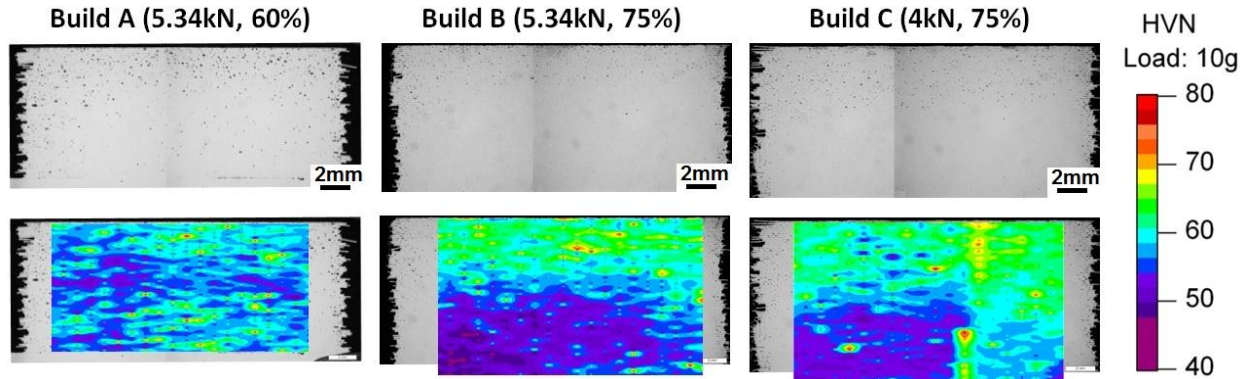 Build A (5.34kN, 60%)
Build B (5.34kN, 75%)
Build C (4kN, 75%)
HVN
Load: 10g
2mm
2mm
2mm
80
70
60
50
40